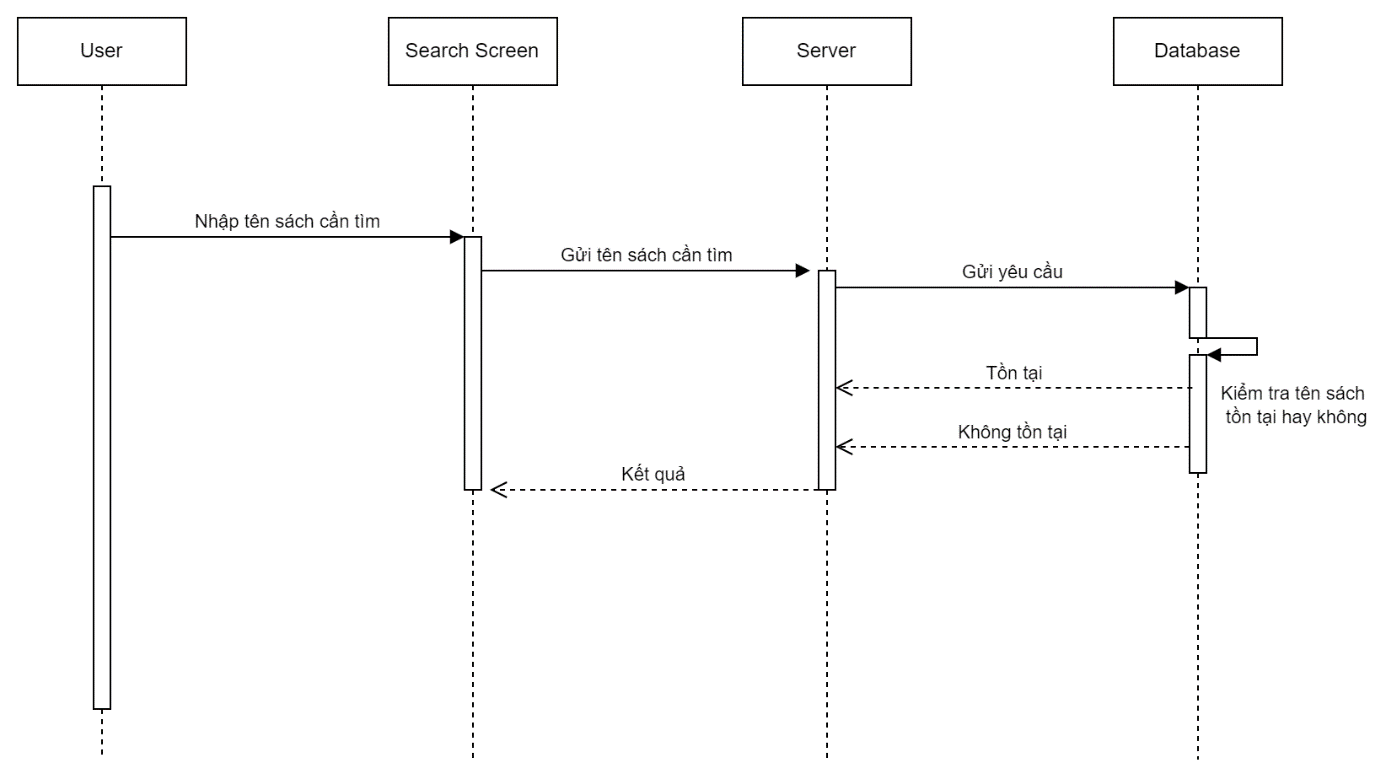 User
Search Screen
Server
Database
Nhập tên sách cần tìm
Gửi tên sách cần tìm
Gửi yêu cầu
Tồn tại
Kiểm tra tên sách
tồn tại hay không
Không tồn tại
Kết quả